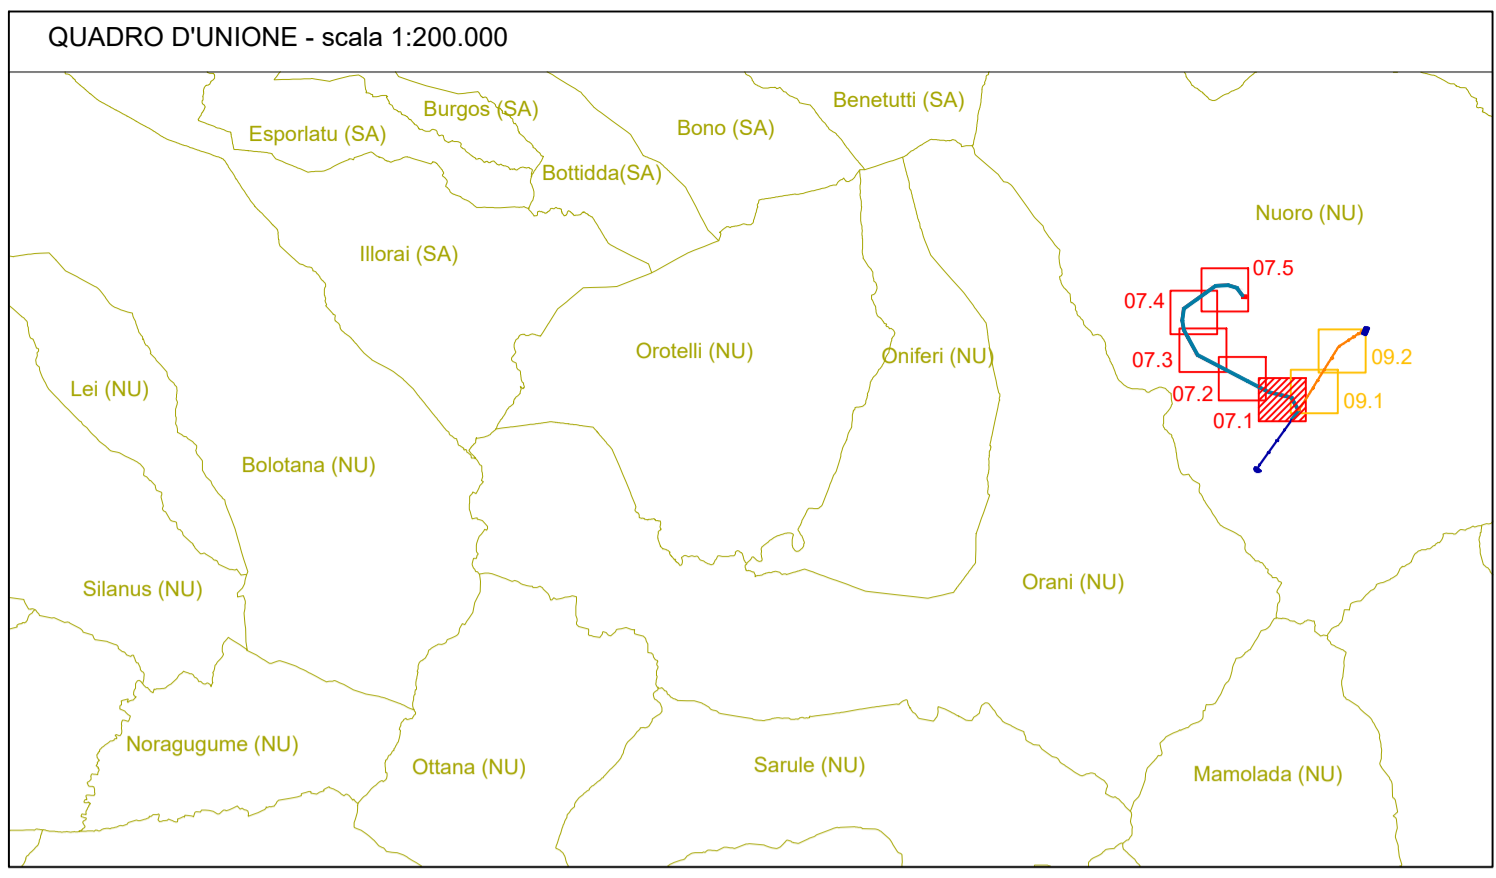 QUADRO D'UNIONE - scala 1:200.000
Benetutti (SA)
Burgos (SA)
Bono (SA)
Esporlatu (SA)
Bottidda(SA)
Nuoro (NU)
Illorai (SA)
07.5
07.4
Orotelli (NU)
Oniferi (NU)
09.2
07.3
Lei (NU)
07.2
09.1
07.1
Bolotana (NU)
Orani (NU)
Silanus (NU)
Noragugume (NU)
Ottana (NU)
Sarule (NU)
Mamolada (NU)